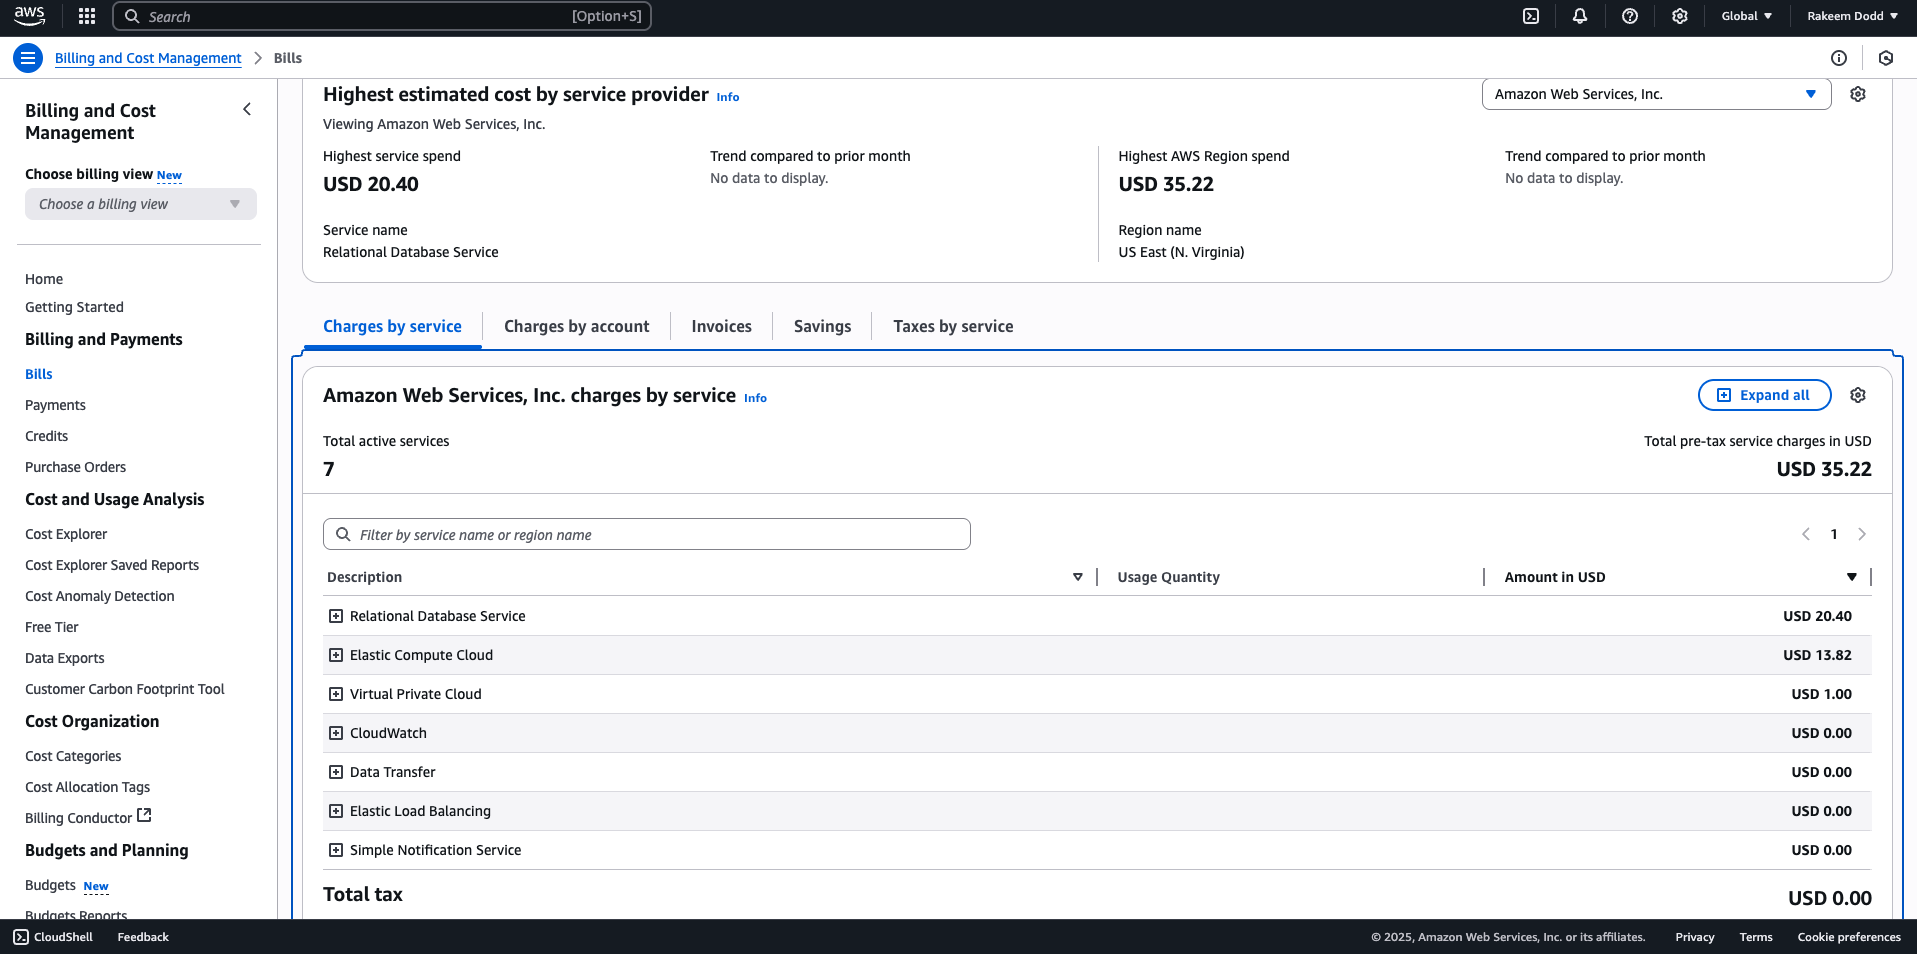 aws
Search
[Option+S]
Global
Rakeem Dodd
Billing and Cost Management
Bills
Billing and Cost
Management
Choose billing view New
Choose a billing view
Home
Getting Started
Billing and Payments
Bills
Payments
Credits
Purchase Orders
Cost and Usage Analysis
Cost Explorer
Cost Explorer Saved Reports
Cost Anomaly Detection
Free Tier
Data Exports
Customer Carbon Footprint Tool
Cost Organization
Cost Categories
Cost Allocation Tags
Billing Conductor
Budgets and Planning
Budgets New
Budgets Reports
Highest estimated cost by service provider Info
Amazon Web Services, Inc.
Viewing Amazon Web Services, Inc.
Highest service spend
USD 20.40
Trend compared to prior month
No data to display.
Service name
Relational Database Service
Highest AWS Region spend
USD 35.22
Trend compared to prior month
No data to display.
Region name
US East (N. Virginia)
Charges by service
Charges by account
Invoices
Savings
Taxes by service
Amazon Web Services, Inc. charges by service Info
Expand all
Total active services
7
Total pre-tax service charges in USD
USD 35.22
Filter by service name or region name
1
Description
Usage Quantity
Amount in USD
Relational Database Service
USD 20.40
Elastic Compute Cloud
USD 13.82
Virtual Private Cloud
USD 1.00
CloudWatch
USD 0.00
Data Transfer
USD 0.00
Elastic Load Balancing
USD 0.00
Simple Notification Service
USD 0.00
Total tax
USD 0.00
CloudShell
Feedback
© 2025, Amazon Web Services, Inc. or its affiliates.
Privacy
Terms
Cookie preferences